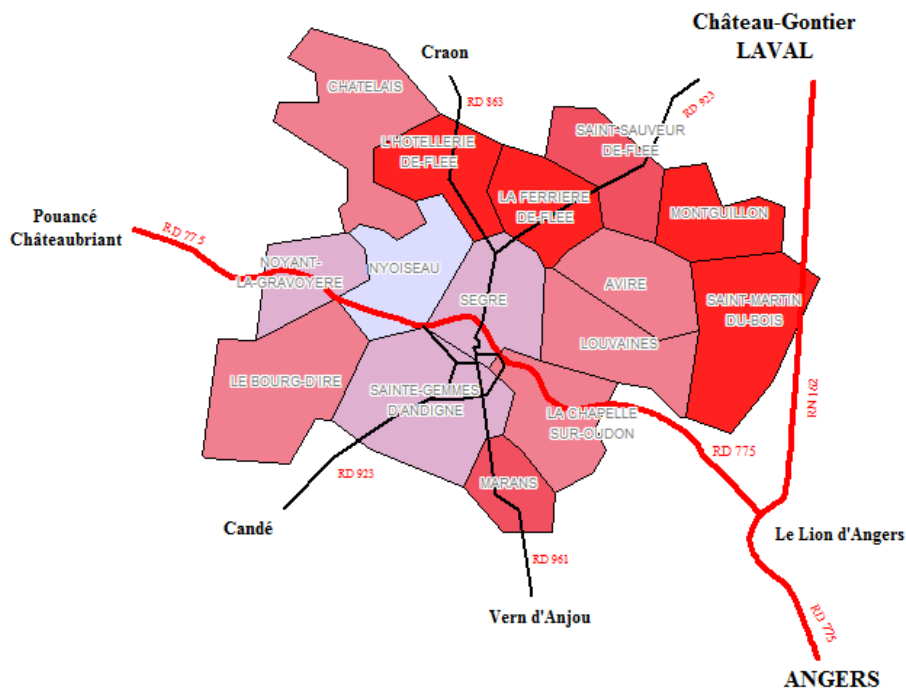 Château-Gontier
LAVAL
Craon
CHATELAIS
RD 863
RD 923
SAINT-SAUVEUR
DE-FLEE
L'HOTELLERIE
DE-FLEE
LA FERRIERE
DE-FLEE
MONTGUILLON
Pouancé
Châteaubriant
RD 775
NOYANT-
LA-GRAVOYERE
NYOISEAU
SEGRE
AVIRE
SAINT-MARTIN
DU-BOIS
LOUVAINES
LE BOURG-D'IRE
SAINTE-GEMMES
D'ANDIGNE
LA CHAPELLE
SUR-OUDON
RN 162
RD 775
RD 923
MARANS
Candé
Le Lion d'Angers
RD 961
Vern d'Anjou
RD 775
ANGERS